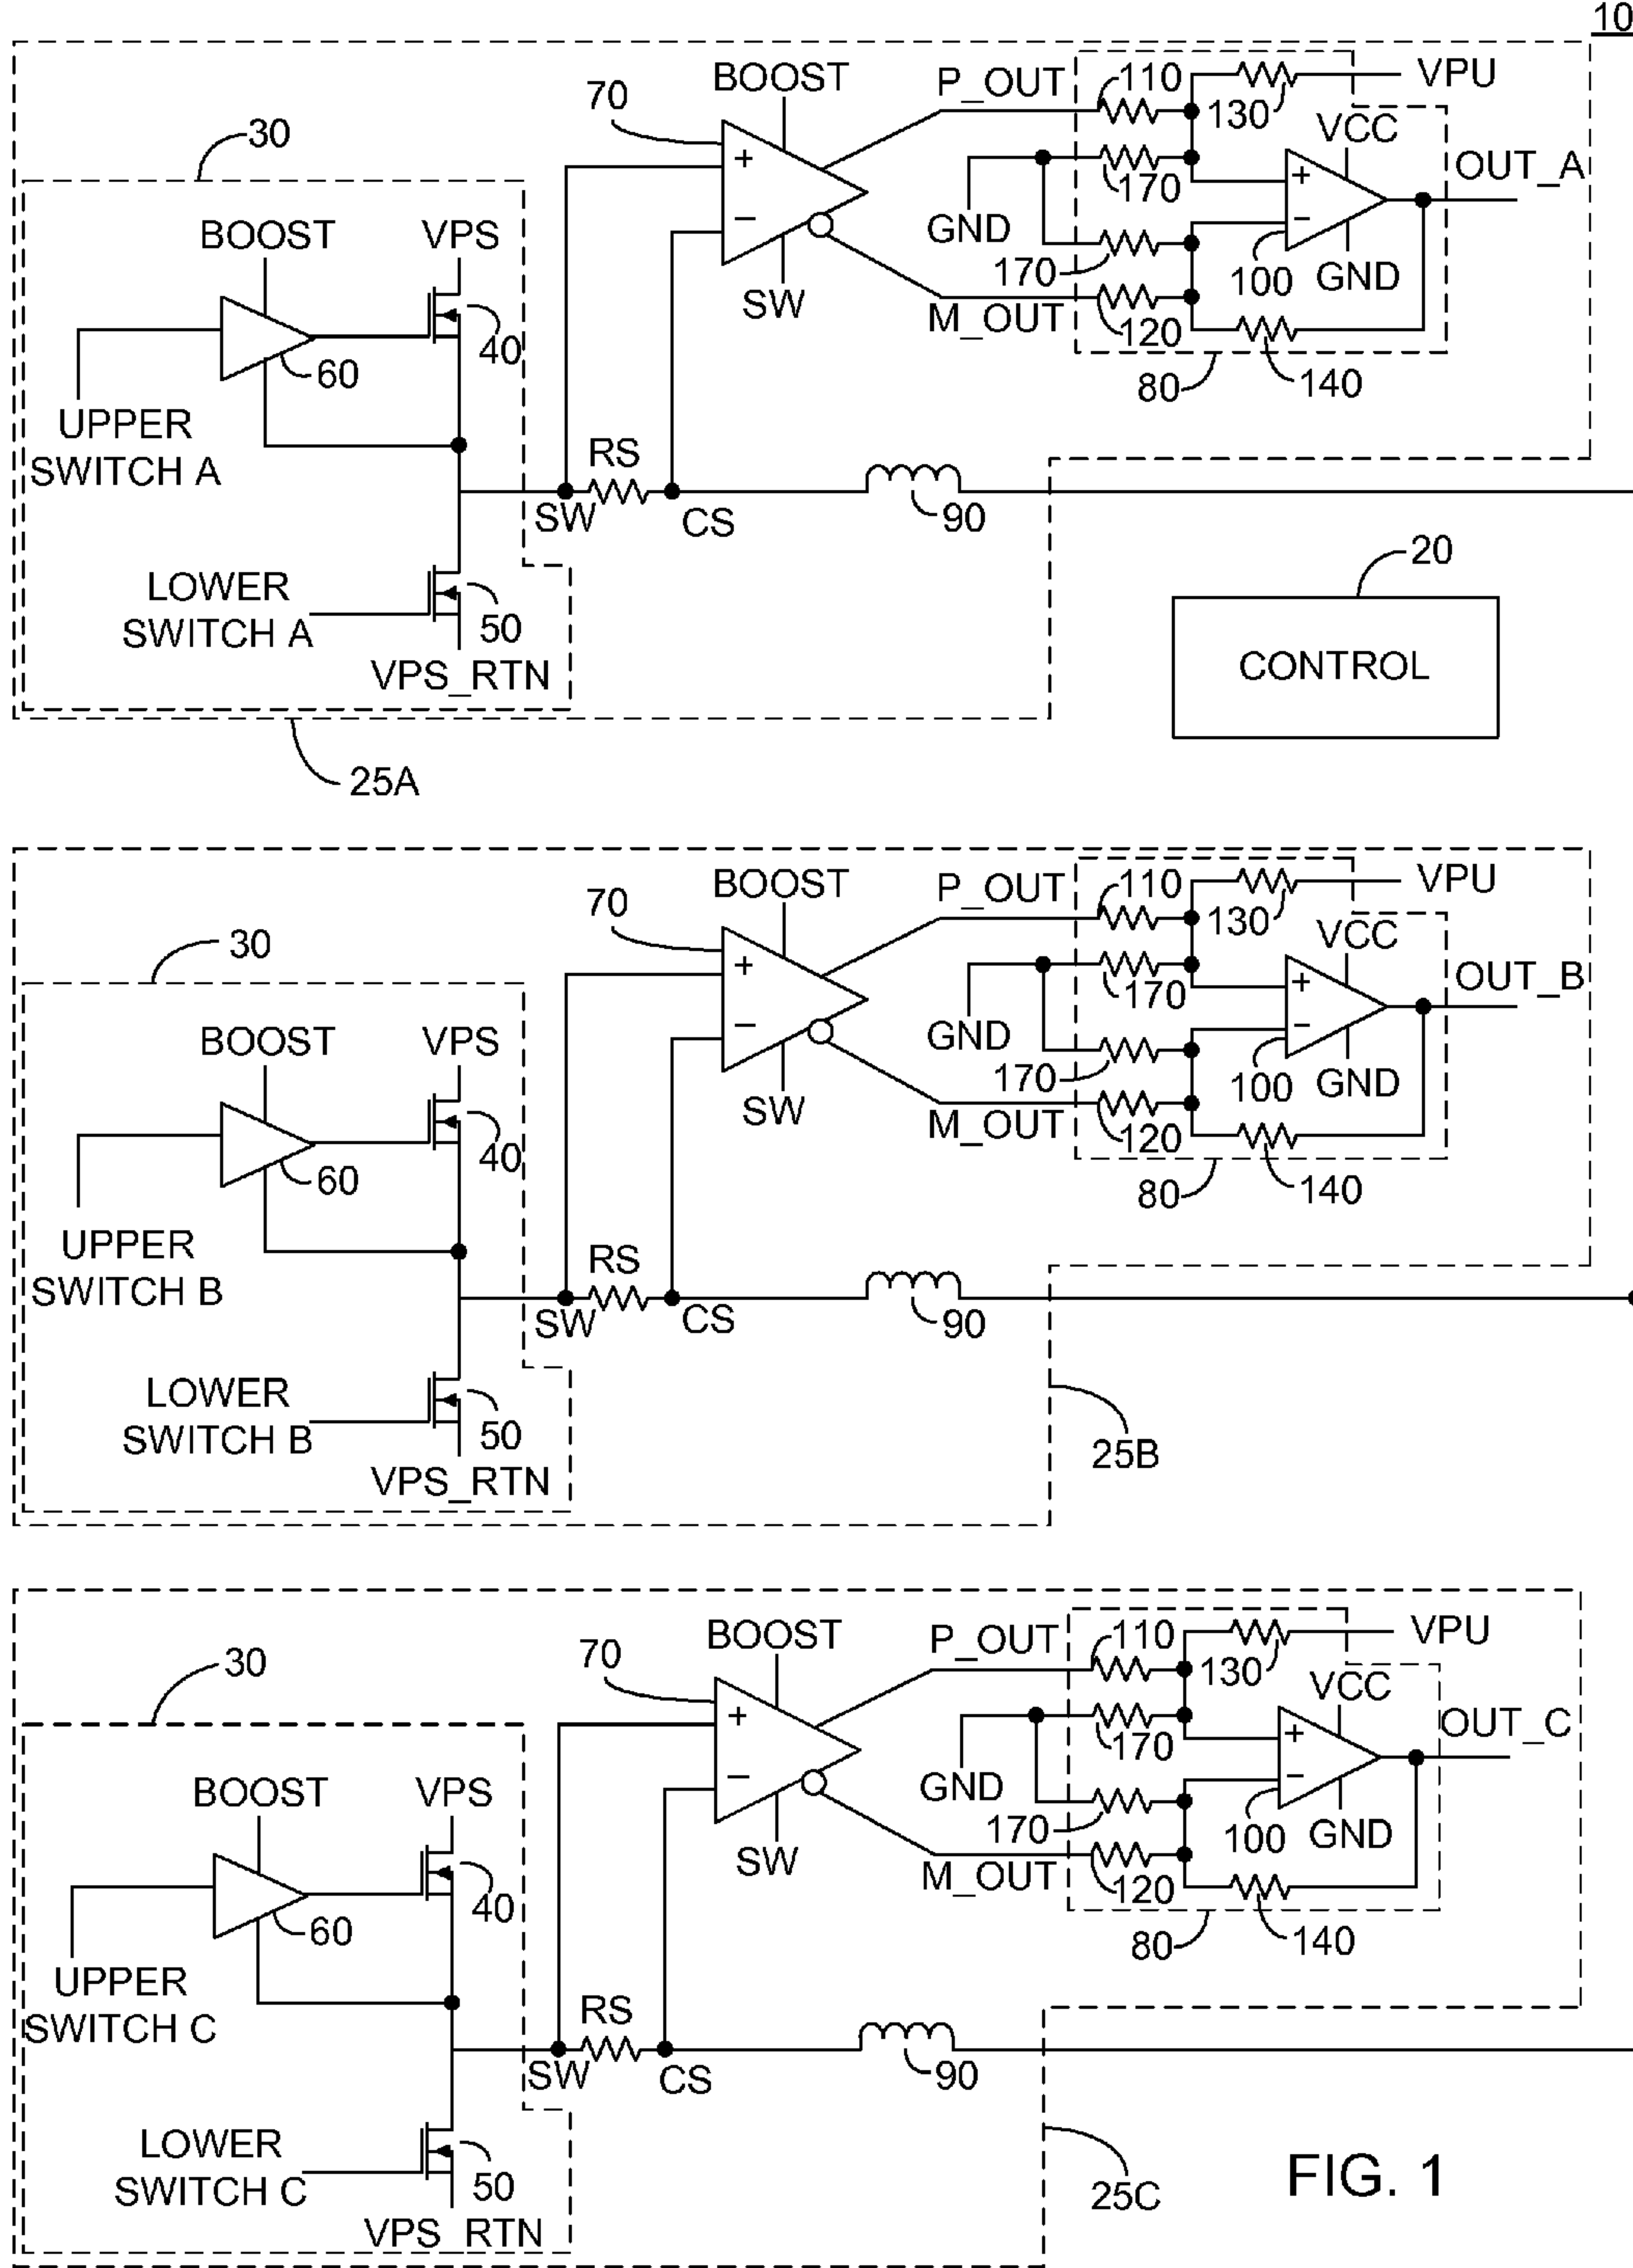 10
BOOST
P_OUT
110
VPU
70
130
30
VCC
OUT_A
170
+
+
BOOST
VPS
GND
−
−
170
100
GND
SW
M_OUT
120
40
60
80
140
UPPER
SWITCH A
RS
SW
CS
90
20
LOWER
SWITCH A
50
CONTROL
VPS_RTN
25A
BOOST
P_OUT
110
VPU
70
130
30
VCC
+
OUT_B
170
+
BOOST
VPS
GND
−
−
170
100
GND
SW
M_OUT
120
40
60
80
140
UPPER
SWITCH B
RS
SW
CS
90
LOWER
SWITCH B
50
25B
VPS_RTN
BOOST
P_OUT
110
VPU
70
30
130
VCC
+
OUT_C
170
+
BOOST
VPS
GND
−
−
170
100
GND
SW
M_OUT
120
40
60
80
140
UPPER
SWITCH C
RS
SW
CS
90
LOWER
SWITCH C
50
25C
FIG. 1
VPS_RTN